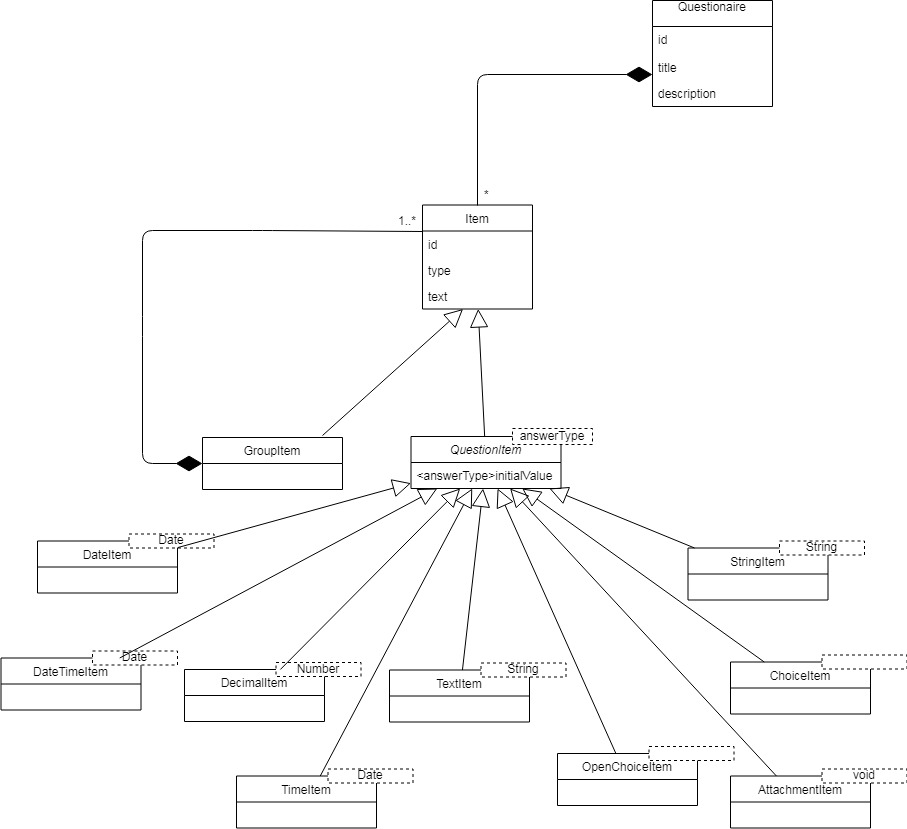 Questionaire
id
title
description
*
1..*
Item
id
type
text
answerType
GroupItem
QuestionItem
<answerType>initialValue
Date
DateItem
String
StringItem
Date
DateTimeItem
Number
DecimalItem
String
TextItem
ChoiceItem
OpenChoiceItem
Date
TimeItem
void
AttachmentItem